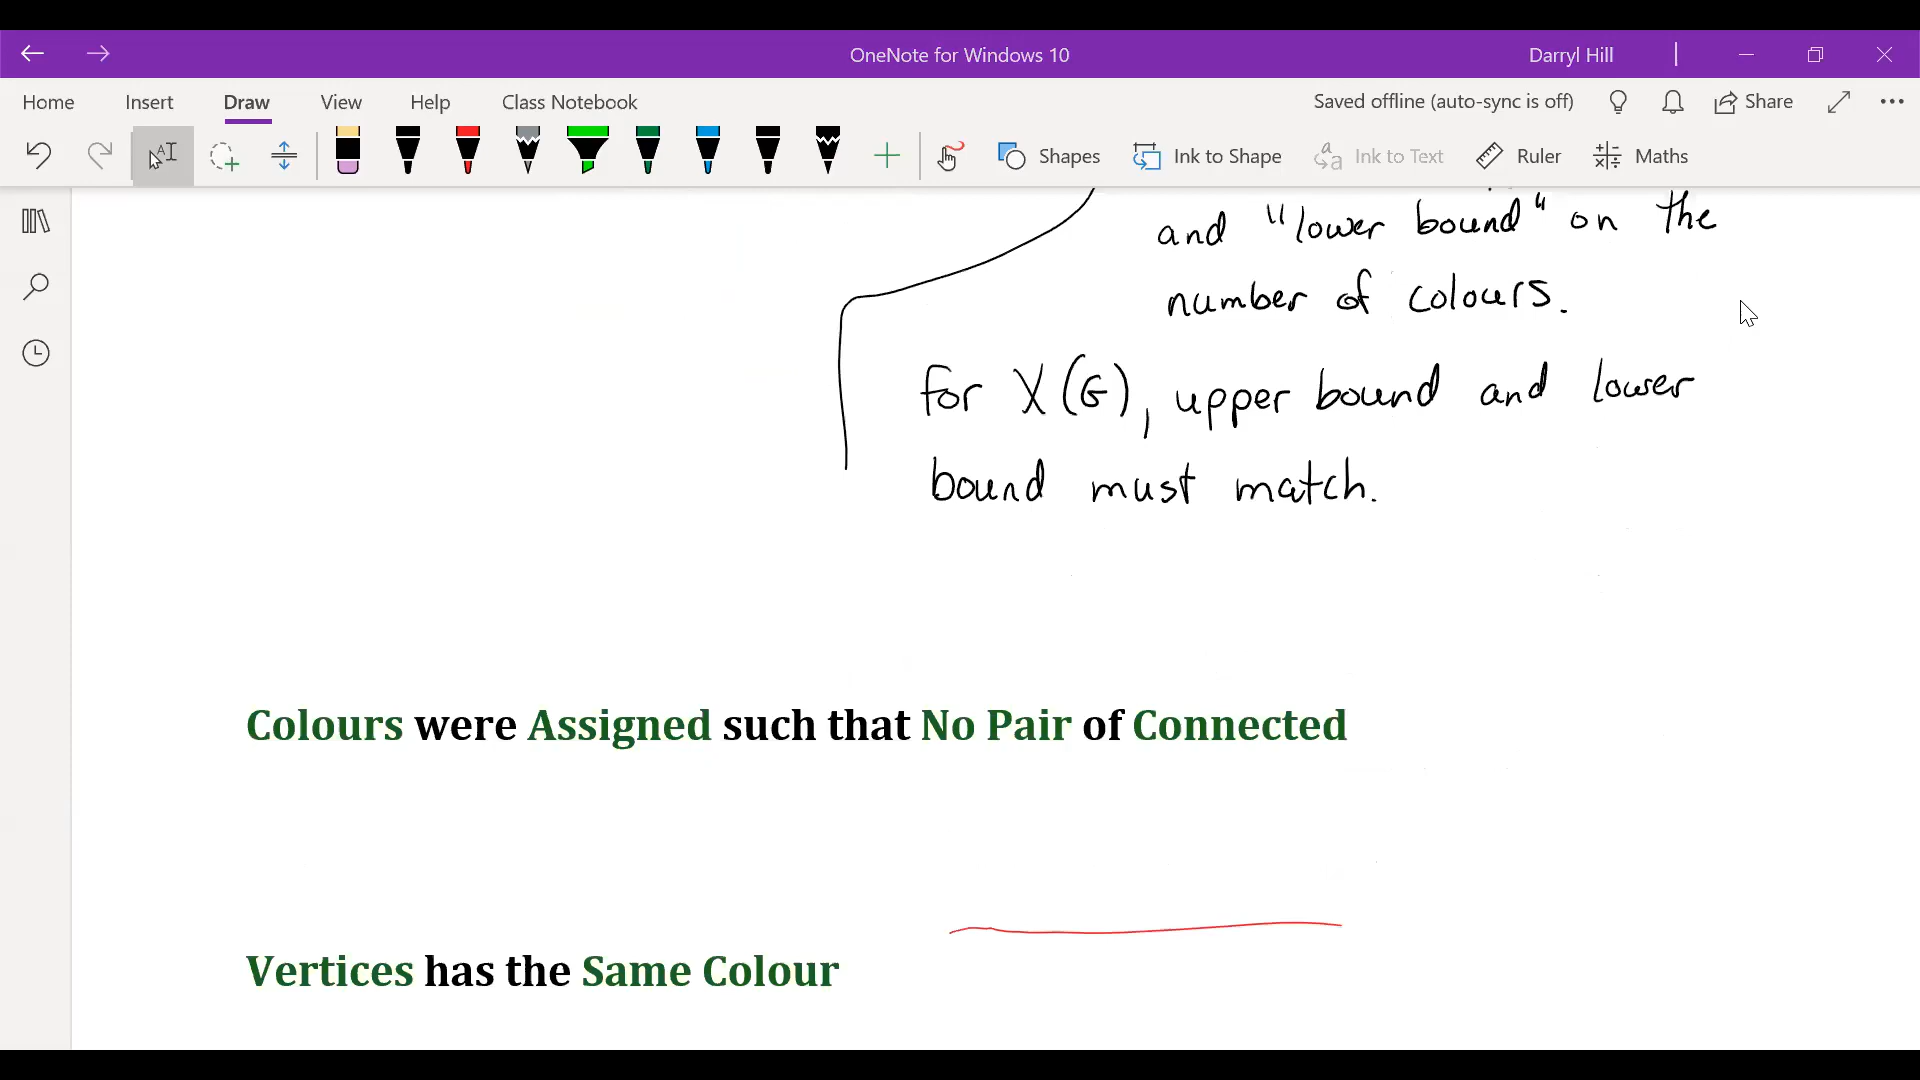 OneNote for Windows 10
Darryl Hill
Home Insert Draw View Help Class Notebook
Saved offline (auto-sync is off) Share
Shapes Ink to Shape Ink to Text Ruler Maths
and "lower bound" on the
number of colours.
For X(G), upper bound and lower
bound must match.
Colours were Assigned such that No Pair of Connected
Vertices has the Same Colour